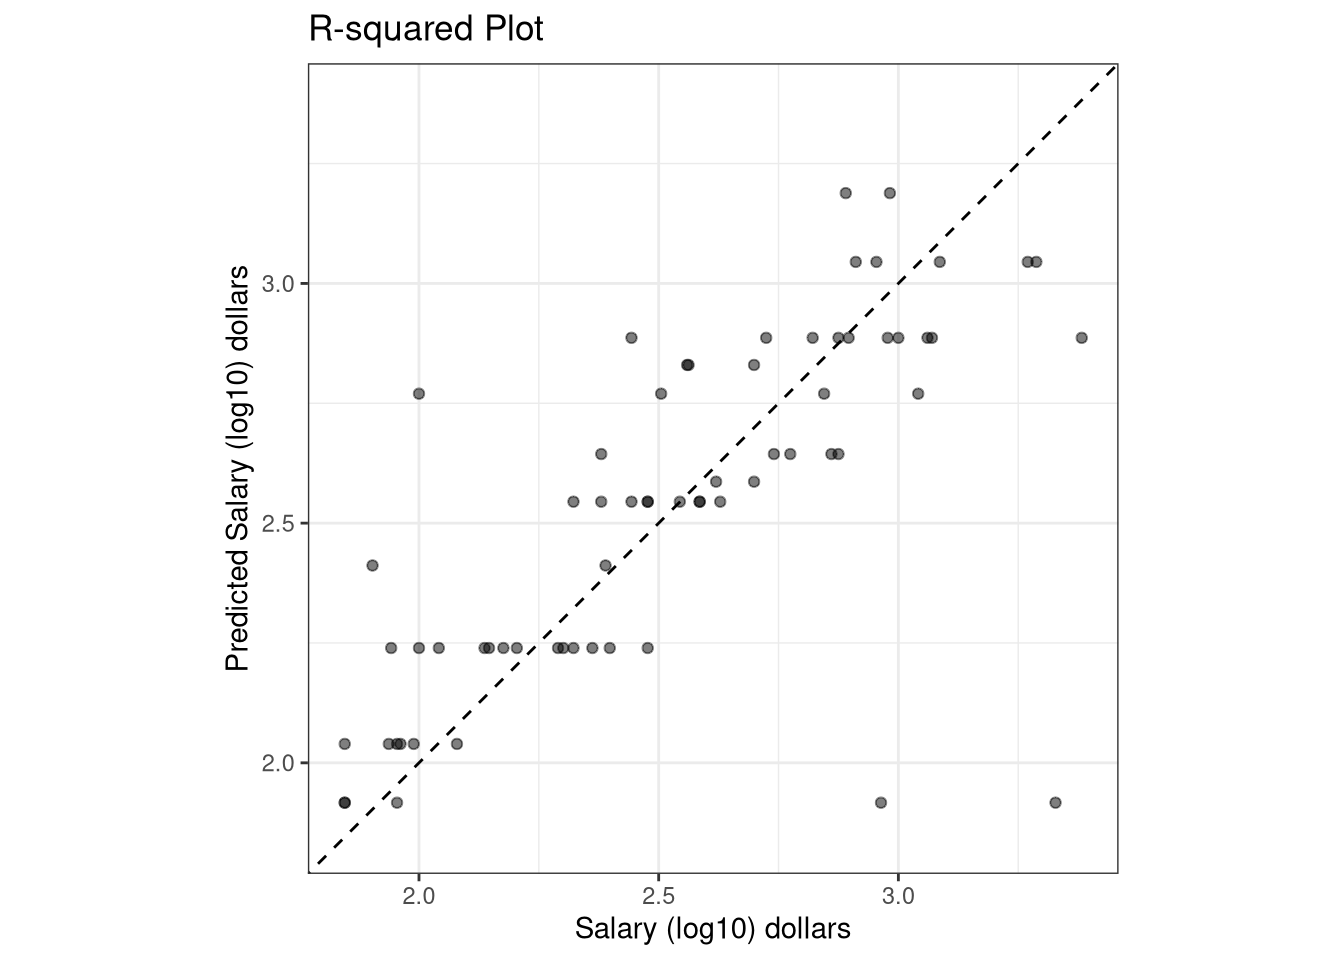 R-squared Plot
Predicted Salary (log10) dollars
3.0
2.5
2.0
2.0 2.5 3.0
Salary (log10) dollars